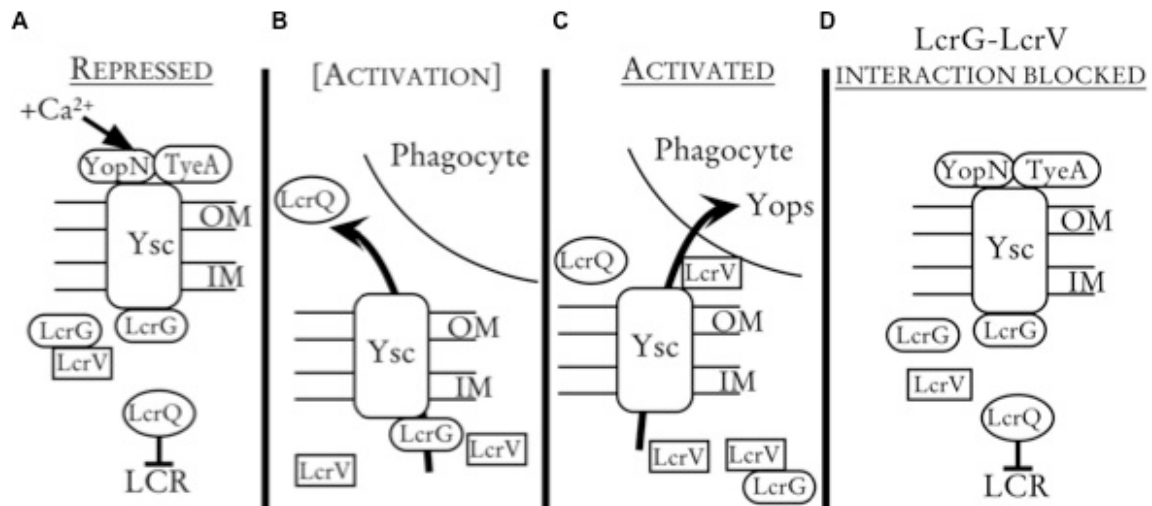 A
REPRESSED
+Ca²⁺
YopN
TyeA
OM
Ysc
IM
LcrG
LcrG
LcrV
LcrQ
LCR
B
[ACTIVATION]
Phagocyte
LcrQ
OM
Ysc
IM
LcrG
LcrV
LcrV
C
ACTIVATED
Phagocyte
Yops
LcrQ
LcrV
OM
Ysc
IM
LcrV
LcrV
LcrG
D
LcrG-LcrV
INTERACTION BLOCKED
YopN
TyeA
OM
Ysc
IM
LcrG
LcrG
LcrV
LcrQ
LCR